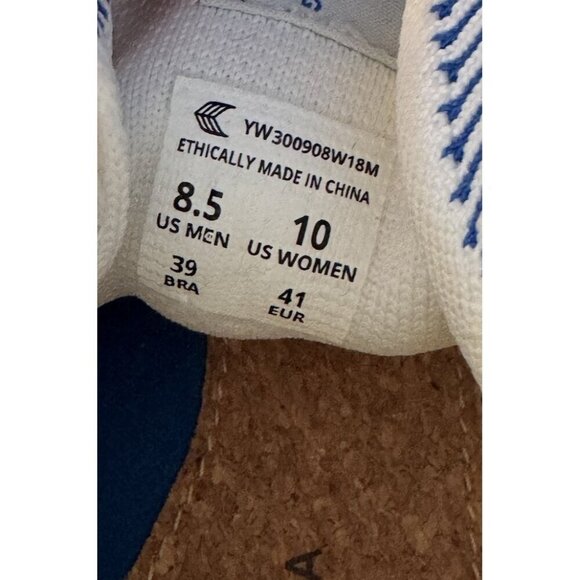 YW300908W18M
ETHICALLY MADE IN CHINA
8.5 10
US MEN US WOMEN
39 41
BRA EUR
A